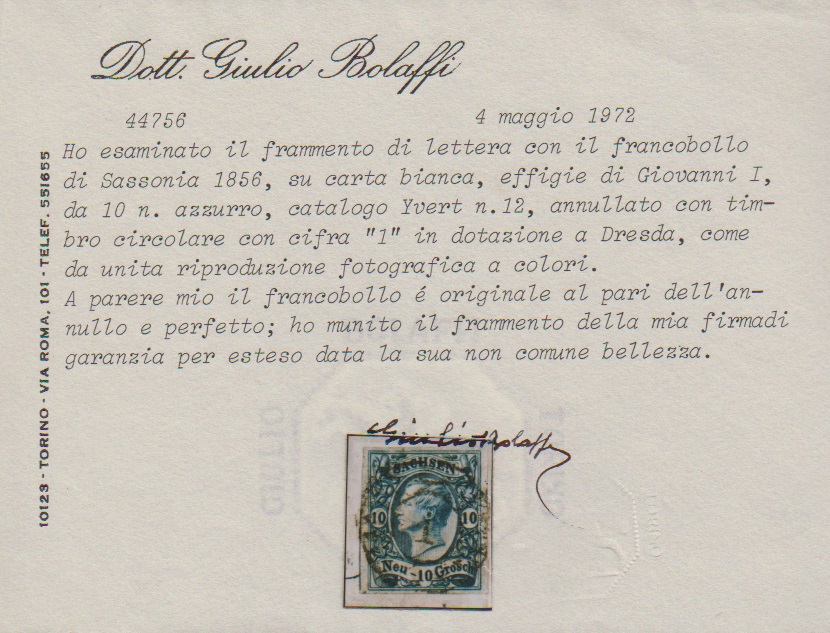 Dott. Giulio Bolaffi
44756 4 maggio 1972
Ho esaminato il frammento di lettera con il francobollo
di Sassonia 1856, su carta bianca, effigie di Giovanni I,
da 10 n. azzurro, catalogo Yvert n.12, annullato con tim-
bro circolare con cifra "1" in dotazione a Dresda, come
da unita riproduzione fotografica a colori.
A parere mio il francobollo é originale al pari dell'an-
nullo e perfetto; ho munito il frammento della mia firmadi
garanzia per esteso data la sua non comune bellezza.
10123 - TORINO - VIA ROMA, 101 - TELEF. 551655
Giulio Bolaffi
SACHSEN
10 10
Neu-10 Grosch